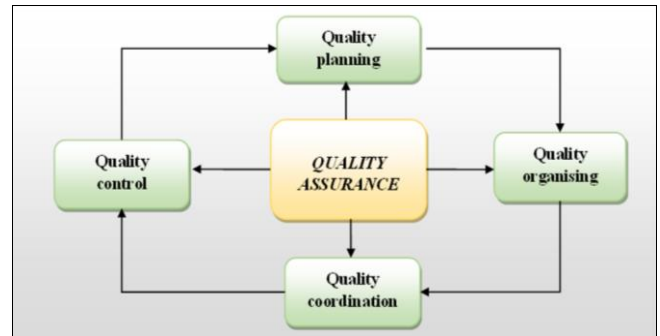 Quality
planning
Quality
control
QUALITY
ASSURANCE
Quality
organising
Quality
coordination